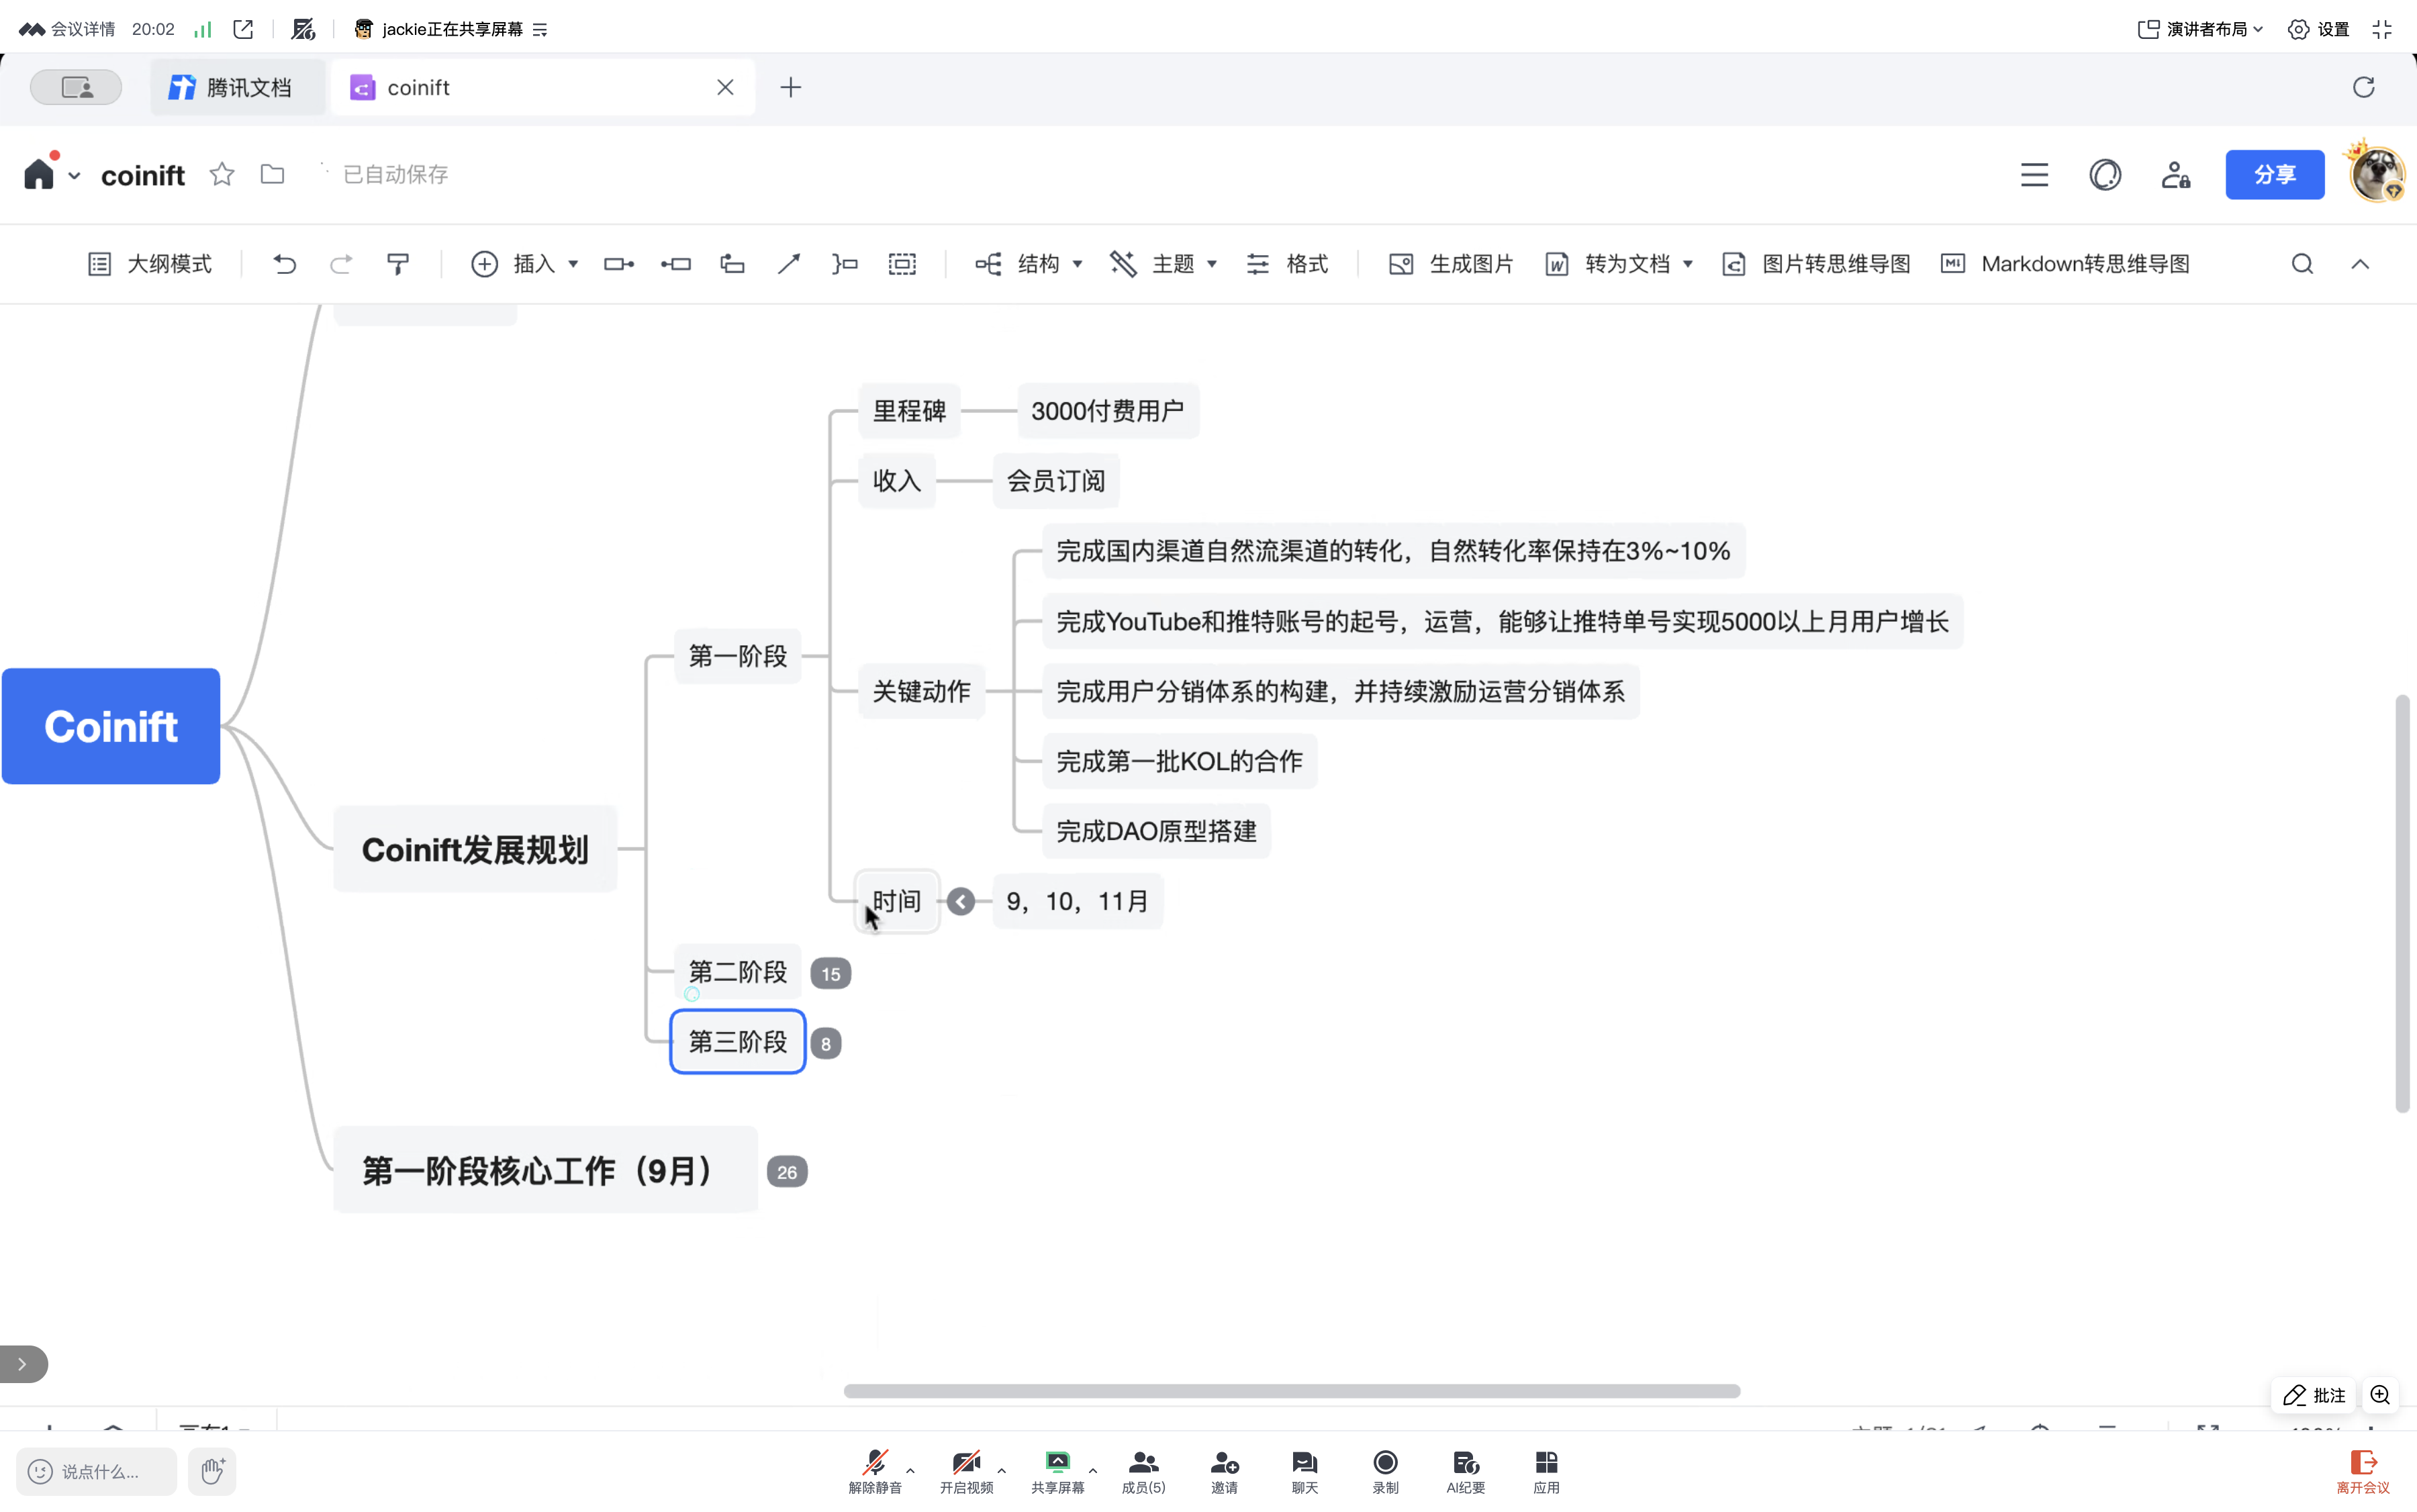 会议详情 20:02 jackie正在共享屏幕
演讲者布局 设置
腾讯文档 coinift
coinift 已自动保存 分享
大纲模式 插入 结构 主题 格式 生成图片 转为文档 图片转思维导图 Markdown转思维导图
里程碑 3000付费用户
收入 会员订阅
完成国内渠道自然流渠道的转化，自然转化率保持在3%~10%
完成YouTube和推特账号的起号，运营，能够让推特单号实现5000以上月用户增长
第一阶段
关键动作 完成用户分销体系的构建，并持续激励运营分销体系
Coinift
完成第一批KOL的合作
完成DAO原型搭建
Coinift发展规划
时间 9，10，11月
第二阶段 15
第三阶段 8
第一阶段核心工作（9月） 26
批注
说点什么...
解除静音 开启视频 共享屏幕 成员(5) 邀请 聊天 录制 AI纪要 应用 离开会议